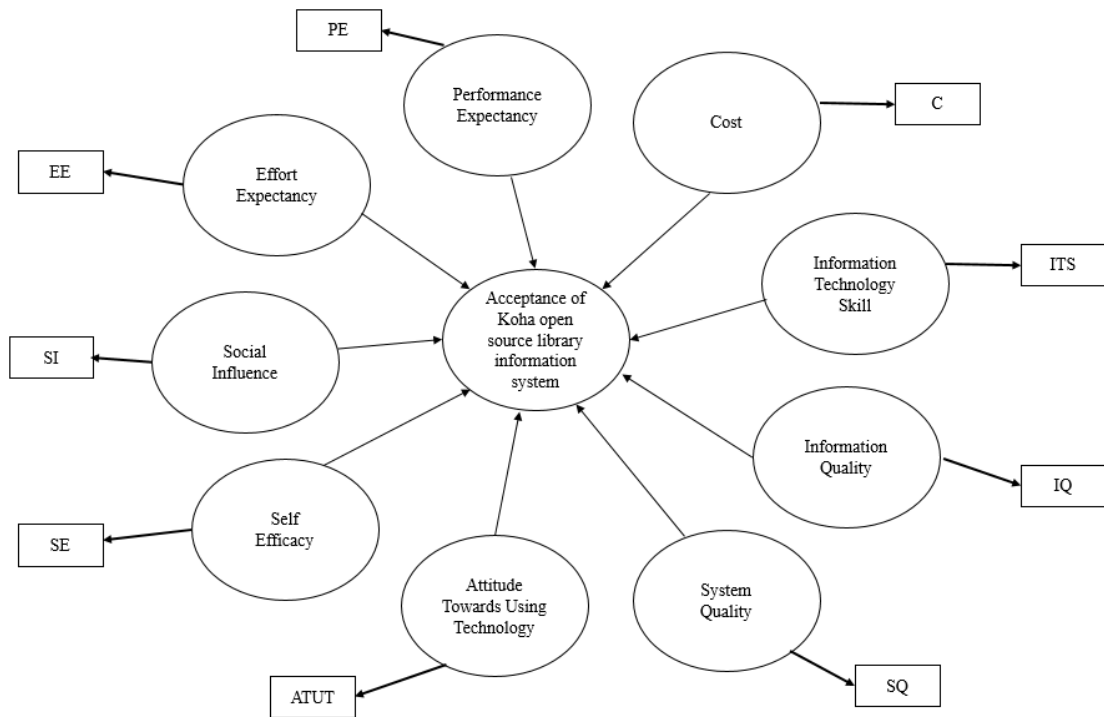 PE
Performance
Expectancy
Cost
C
EE
Effort
Expectancy
Information
Technology
Skill
ITS
Acceptance of
Koha open
source library
information
system
SI
Social
Influence
Information
Quality
IQ
SE
Self
Efficacy
Attitude
Towards Using
Technology
System
Quality
ATUT
SQ